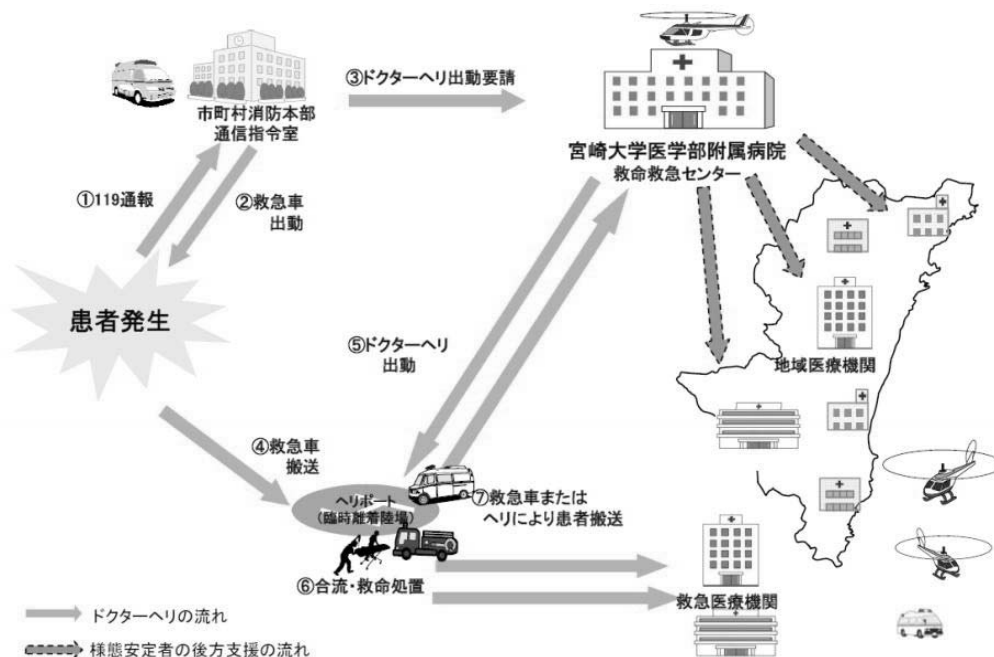 ③ドクターヘリ出動要請
市町村消防本部
通信指令室
宮崎大学医学部附属病院
救命救急センター
①119通報
②救急車
出動
患者発生
⑤ドクターヘリ
出動
地域医療機関
④救急車
搬送
ヘリポート
(臨時離着陸場)
⑦救急車または
ヘリにより患者搬送
⑥合流・救命処置
救急医療機関
ドクターヘリの流れ
様態安定者の後方支援の流れ